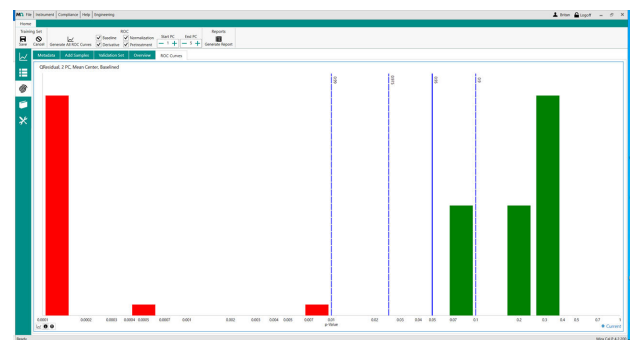 File Instrument Compliance Help Engineering
Logoff
Home
Training Set ROC Reports
Save Cancel Generate All ROC Curves Baseline Normalization Derivative Pretreatment Start PC End PC Generate Report
Metadata Add Samples Validation Set Overview ROC Curves
QResidual, 2 PC, Mean Center, Baselined
0.0001 0.0002 0.0003 0.0004 0.0005 0.0007 0.001 0.002 0.003 0.004 0.005 0.02 0.03 0.04 0.05 0.07 0.1 0.2 0.3 0.4 0.5 0.7 1
p-Value
Current
Ready